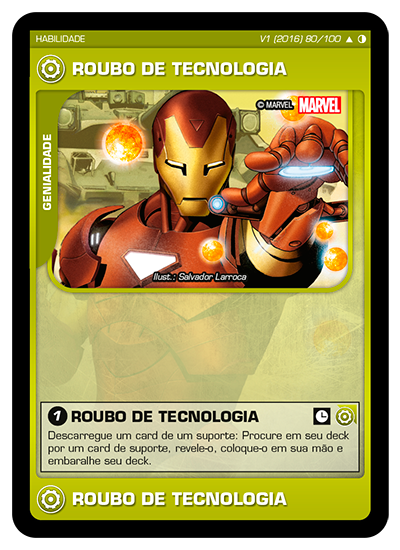 HABILIDADE V1 (2016) 80/100
ROUBO DE TECNOLOGIA
© MARVEL MARVEL
GENIALIDADE
Ilust.: Salvador Larroca
1 ROUBO DE TECNOLOGIA
Descarregue um card de um suporte: Procure em seu deck
por um card de suporte, revele-o, coloque-o em sua mão e
embaralhe seu deck.
ROUBO DE TECNOLOGIA